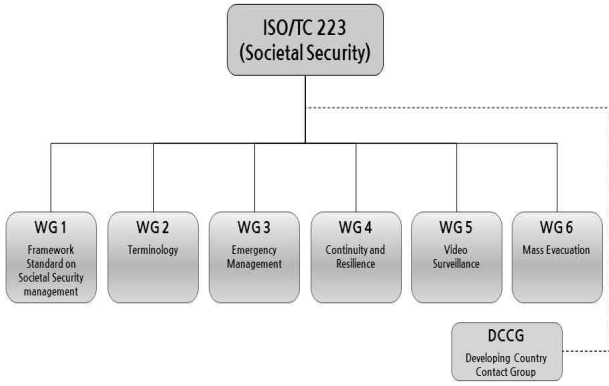 ISO/TC 223
(Societal Security)
WG 1
Framework
Standard on
Societal Security
management
WG 2
Terminology
WG 3
Emergency
Management
WG 4
Continuity and
Resilience
WG 5
Video
Surveillance
WG 6
Mass Evacuation
DCCG
Developing Country
Contact Group